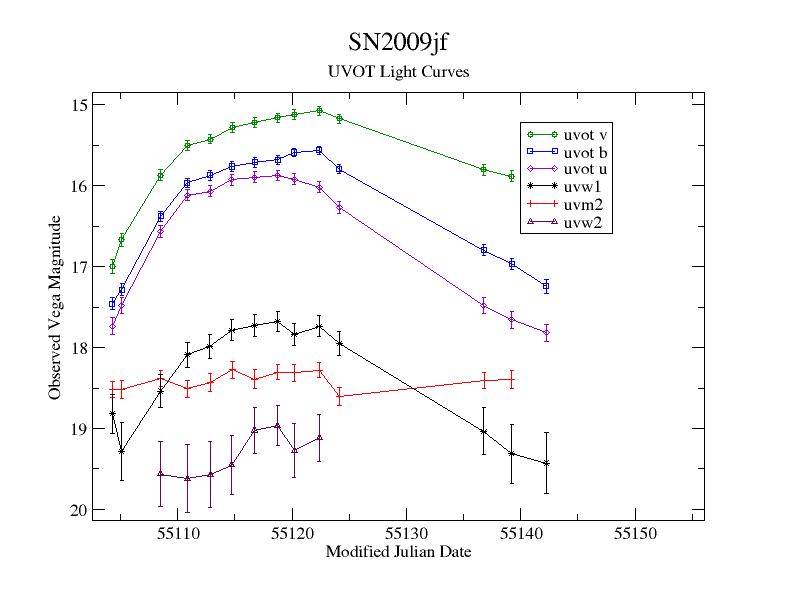 SN2009jf
UVOT Light Curves
15
16
17
18
19
20
Observed Vega Magnitude
uvot v
uvot b
uvot u
uvw1
uvm2
uvw2
55110
55120
55130
55140
55150
Modified Julian Date